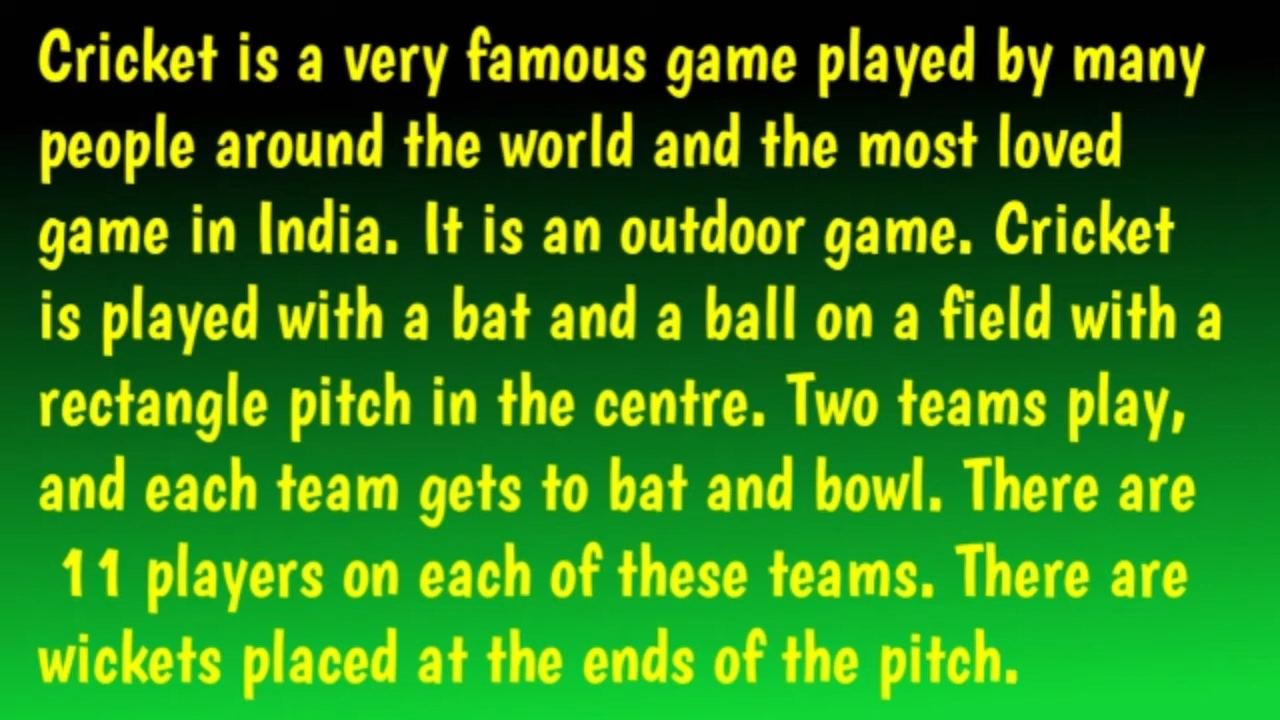 Cricket is a very famous game played by many
people around the world and the most loved
game in India. It is an outdoor game. Cricket
is played with a bat and a ball on a field with a
rectangle pitch in the centre. Two teams play,
and each team gets to bat and bowl. There are
11 players on each of these teams. There are
wickets placed at the ends of the pitch.